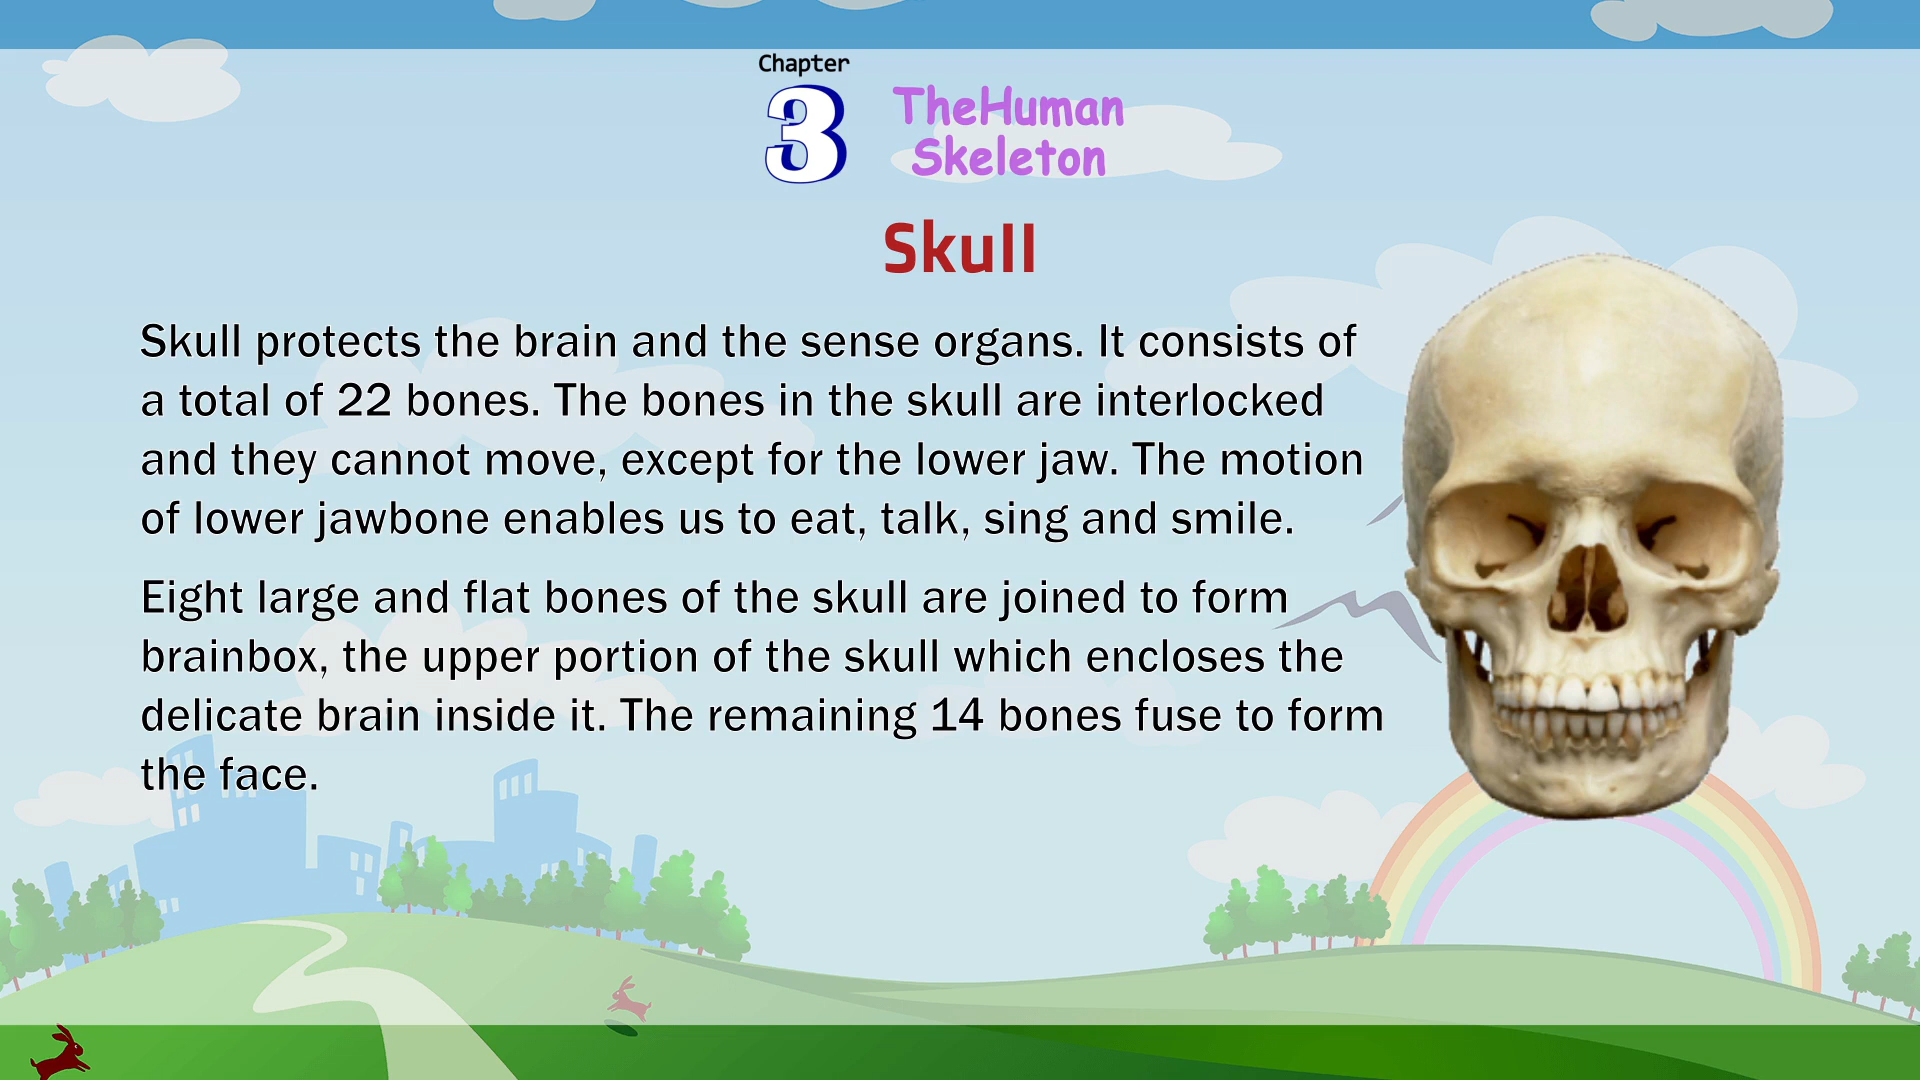 Chapter
3
TheHuman
Skeleton
Skull
Skull protects the brain and the sense organs. It consists of
a total of 22 bones. The bones in the skull are interlocked
and they cannot move, except for the lower jaw. The motion
of lower jawbone enables us to eat, talk, sing and smile.
Eight large and flat bones of the skull are joined to form
brainbox, the upper portion of the skull which encloses the
delicate brain inside it. The remaining 14 bones fuse to form
the face.